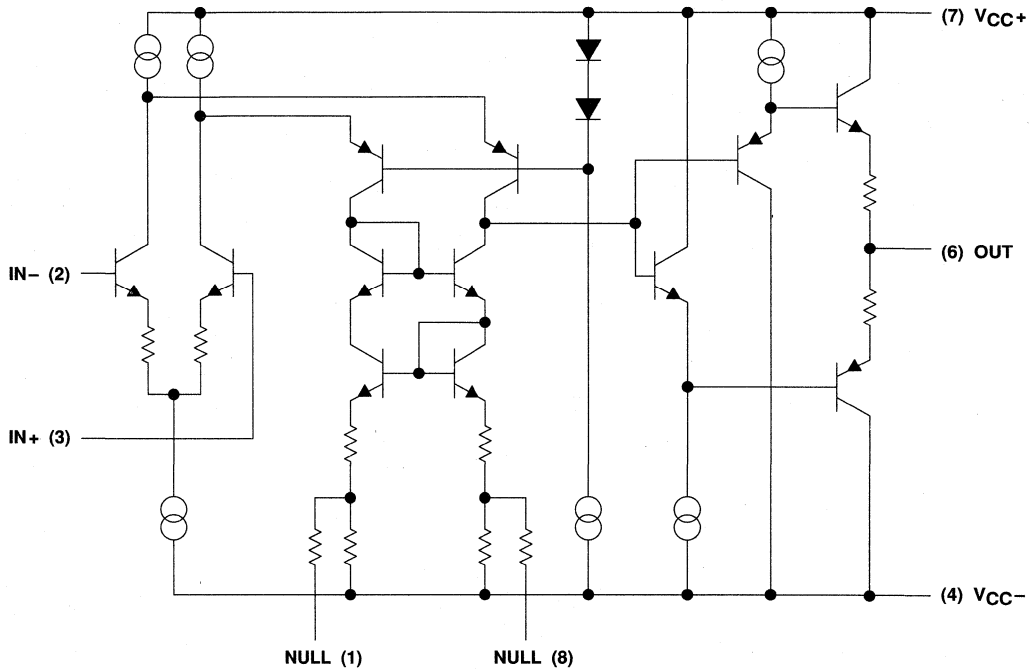 (7) VCC+
IN− (2)
(6) OUT
IN+ (3)
(4) VCC−
NULL (1)
NULL (8)